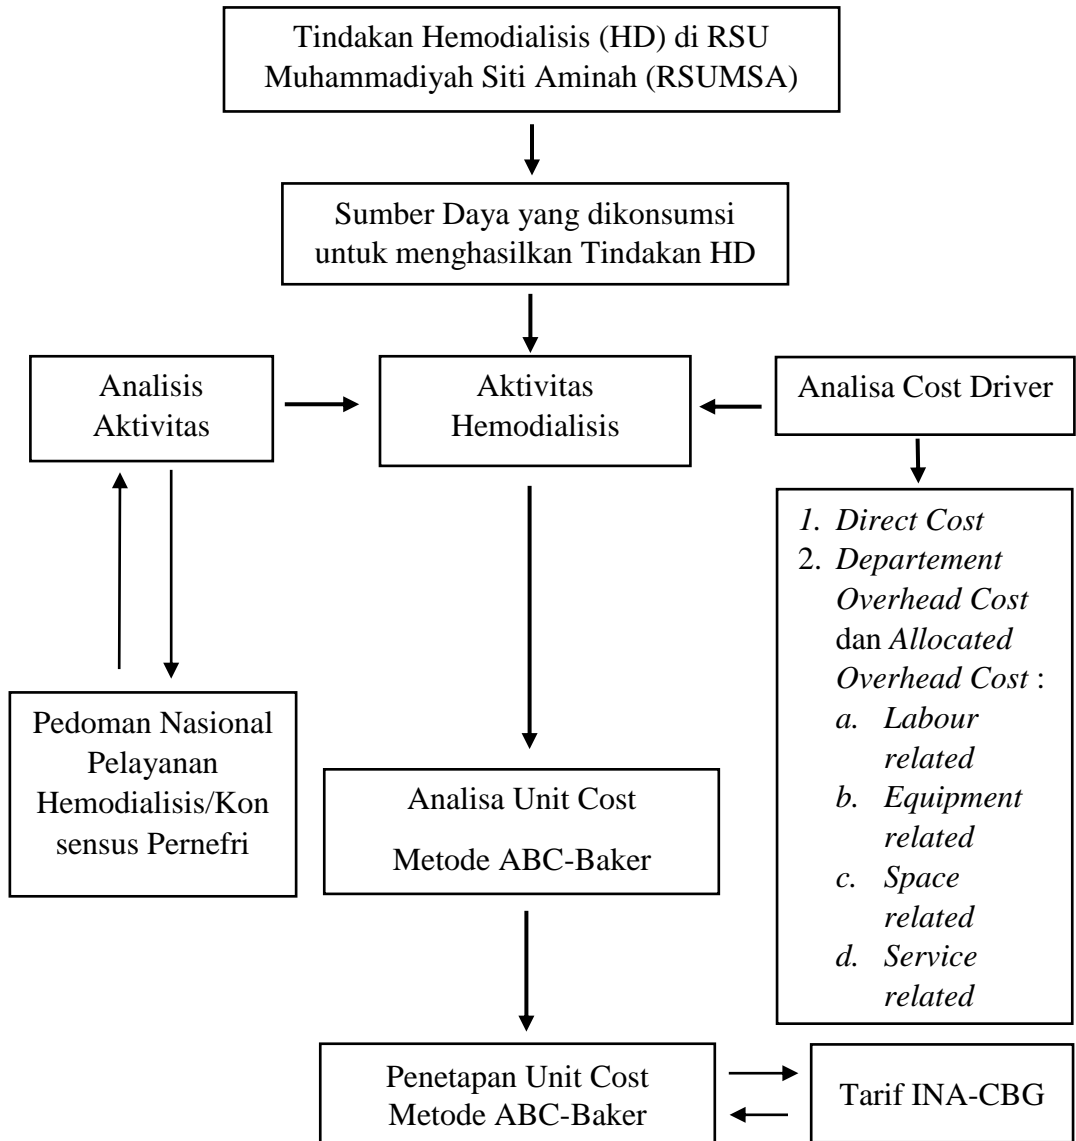 Tindakan Hemodialisis (HD) di RSU
Muhammadiyah Siti Aminah (RSUMSA)
Sumber Daya yang dikonsumsi
untuk menghasilkan Tindakan HD
Analisis
Aktivitas
Aktivitas
Hemodialisis
Analisa Cost Driver
1. Direct Cost
2. Departement
Overhead Cost
dan Allocated
Overhead Cost :
a. Labour
related
b. Equipment
related
c. Space
related
d. Service
related
Pedoman Nasional
Pelayanan
Hemodialisis/Kon
sensus Pernefri
Analisa Unit Cost
Metode ABC-Baker
Penetapan Unit Cost
Metode ABC-Baker
Tarif INA-CBG